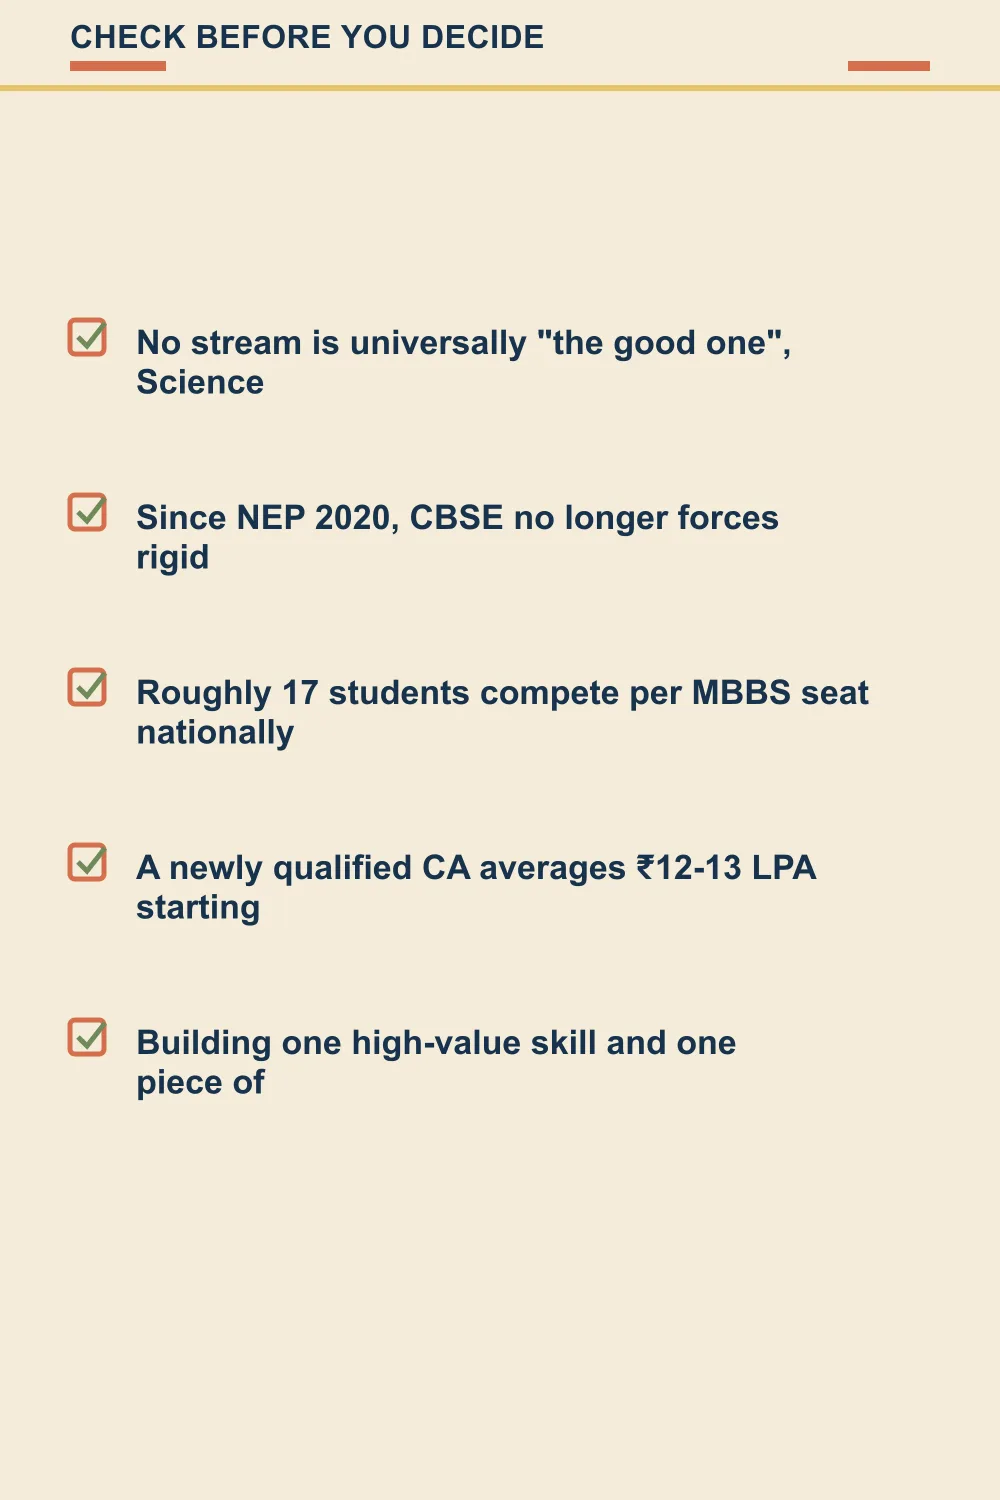 CHECK BEFORE YOU DECIDE
No stream is universally "the good one",
Science
Since NEP 2020, CBSE no longer forces
rigid
Roughly 17 students compete per MBBS seat
nationally
A newly qualified CA averages ₹12-13 LPA
starting
Building one high-value skill and one
piece of